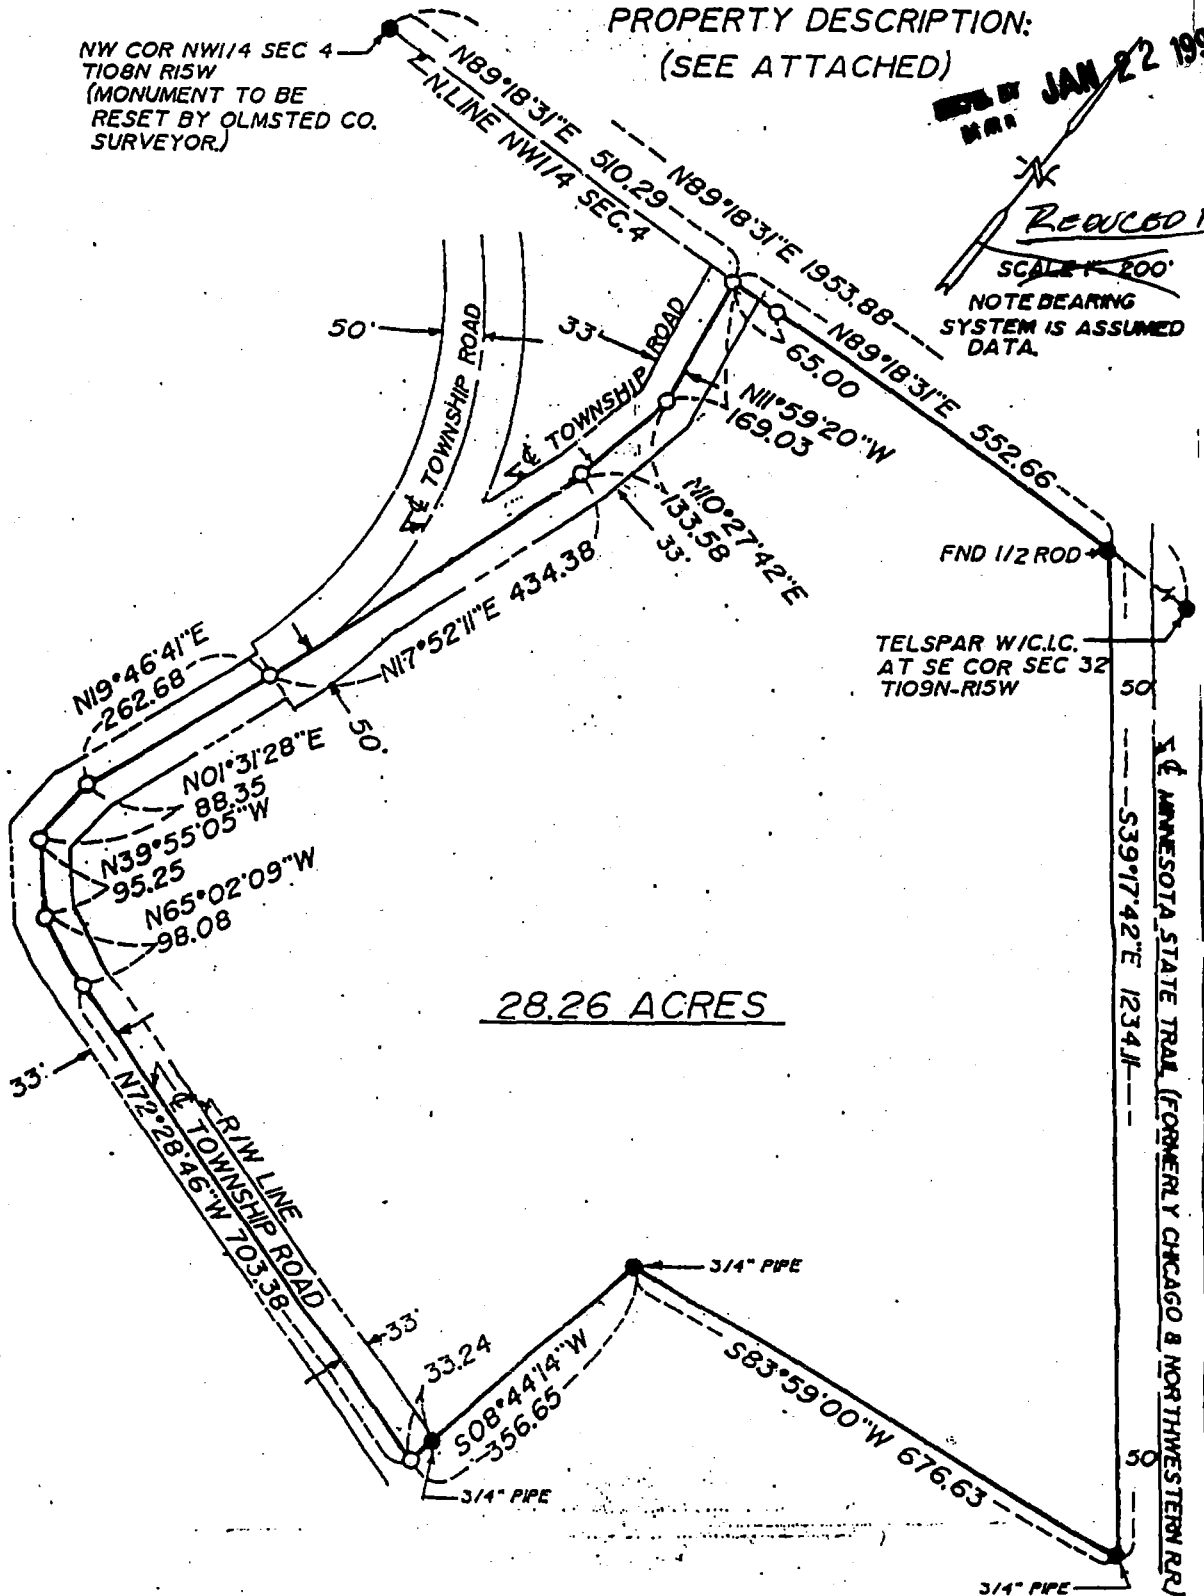 PROPERTY DESCRIPTION:
(SEE ATTACHED)
NW COR NW1/4 SEC 4
T108N R15W
(MONUMENT TO BE
RESET BY OLMSTED CO.
SURVEYOR.)
JAN 22 199
N
REDUCED
SCALE 1"= 200'
NOTE BEARING
SYSTEM IS ASSUMED
DATA.
N89°18'31"E 510.29
N.LINE NW1/4 SEC.4
N89°18'31"E 1953.88
65.00
N89°18'31"E 552.66
50'
33'
℄ TOWNSHIP ROAD
℄ TOWNSHIP ROAD
N11°59'20"W
169.03
N10°27'42"E
133.58
33'
N17°52'11"E 434.38
FND 1/2 ROD
TELSPAR W/C.I.C.
AT SE COR SEC 32
T109N-R15W
50'
N19°46'41"E
262.68
50'
N01°31'28"E
88.35
N39°55'05"W
95.25
N65°02'09"W
98.08
S39°17'42"E 1234.11
℄ MINNESOTA STATE TRAIL (FORMERLY CHICAGO & NORTHWESTERN RR)
28.26 ACRES
33'
N72°28'46"W 703.38
℄ TOWNSHIP ROAD
R/W LINE
33'
33.24
3/4" PIPE
S08°44'14"W
356.65
S83°59'00"W 676.63
50'
3/4" PIPE
3/4" PIPE